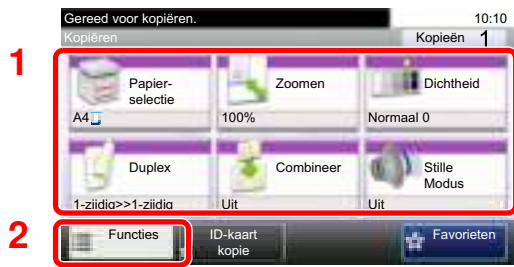 Gereed voor kopiëren.
10:10
Kopiëren
Kopieën 1
1
Papier-
selectie
A4
Zoomen
100%
Dichtheid
Normaal 0
Duplex
1-zijdig>>1-zijdig
Combineer
Uit
Stille
Modus
Uit
2
Functies
ID-kaart
kopie
Favorieten